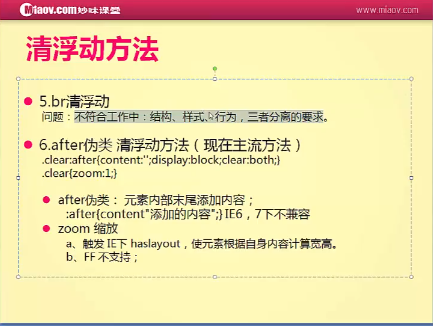 Miaov.com 妙味课堂
www.miaov.com
清浮动方法
5.br清浮动
问题：不符合工作中：结构、样式、行为，三者分离的要求。
6.after伪类 清浮动方法（现在主流方法）
.clear:after{content:'';display:block;clear:both;}
.clear{zoom:1;}
after伪类： 元素内部末尾添加内容；
:after{content"添加的内容";} IE6，7下不兼容
zoom 缩放
a、触发 IE下 haslayout，使元素根据自身内容计算宽高。
b、FF 不支持；